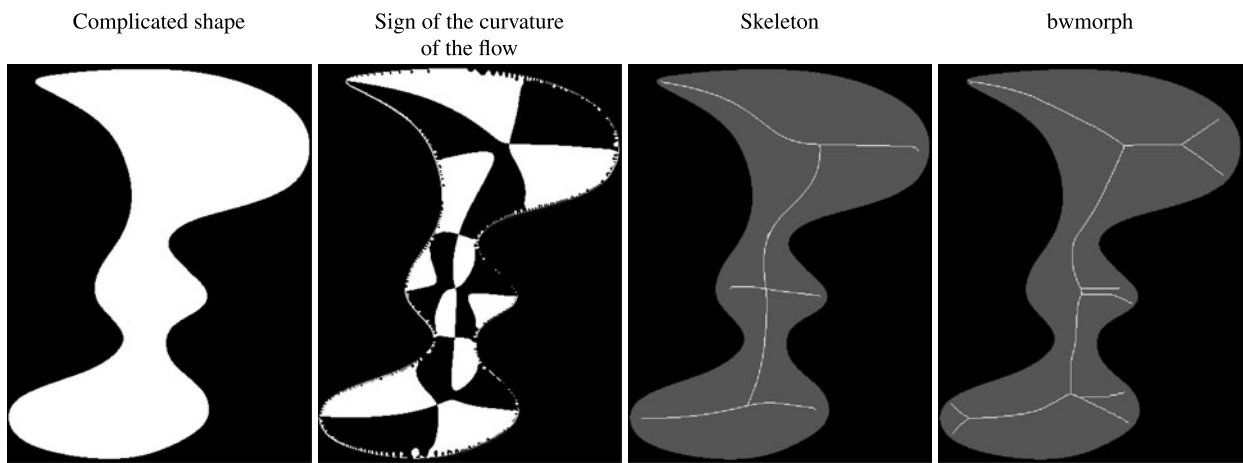 Complicated shape
Sign of the curvature
of the flow
Skeleton
bwmorph